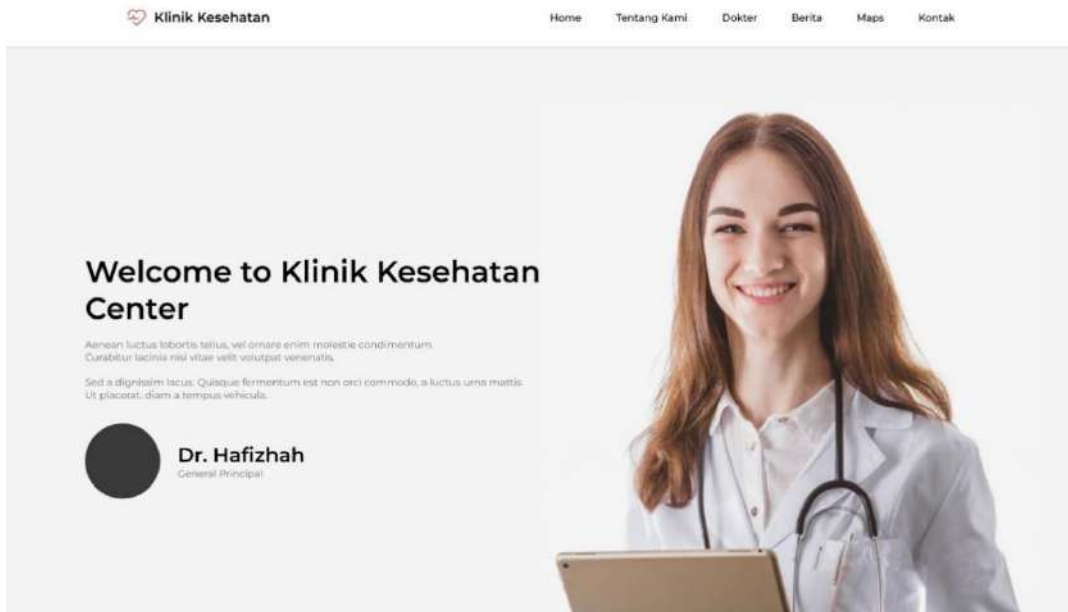 Klinik Kesehatan
Home
Tentang Kami
Dokter
Berita
Maps
Kontak
Welcome to Klinik Kesehatan
Center
Aenean luctus lobortis tellus, vel ornare enim molestie condimentum.
Curabitur lacinia nisi vitae velit volutpat venenatis.
Sed a dignissim lacus. Quisque fermentum est non orci commodo, a luctus urna mattis.
Ut placerat, diam a tempus vehicula.
Dr. Hafizhah
General Principal